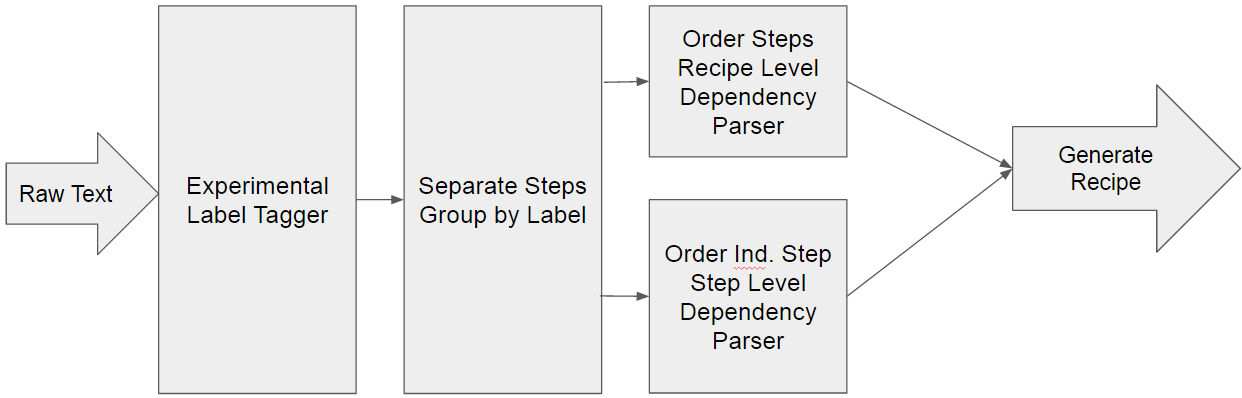 Raw Text
Experimental
Label Tagger
Separate Steps
Group by Label
Order Steps
Recipe Level
Dependency
Parser
Order Ind. Step
Step Level
Dependency
Parser
Generate
Recipe